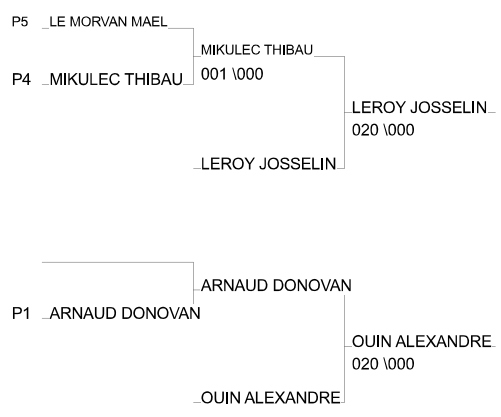 P5 LE MORVAN MAEL
MIKULEC THIBAU
P4 MIKULEC THIBAU
001 \000
LEROY JOSSELIN
020 \000
LEROY JOSSELIN
ARNAUD DONOVAN
P1 ARNAUD DONOVAN
OUIN ALEXANDRE
020 \000
OUIN ALEXANDRE